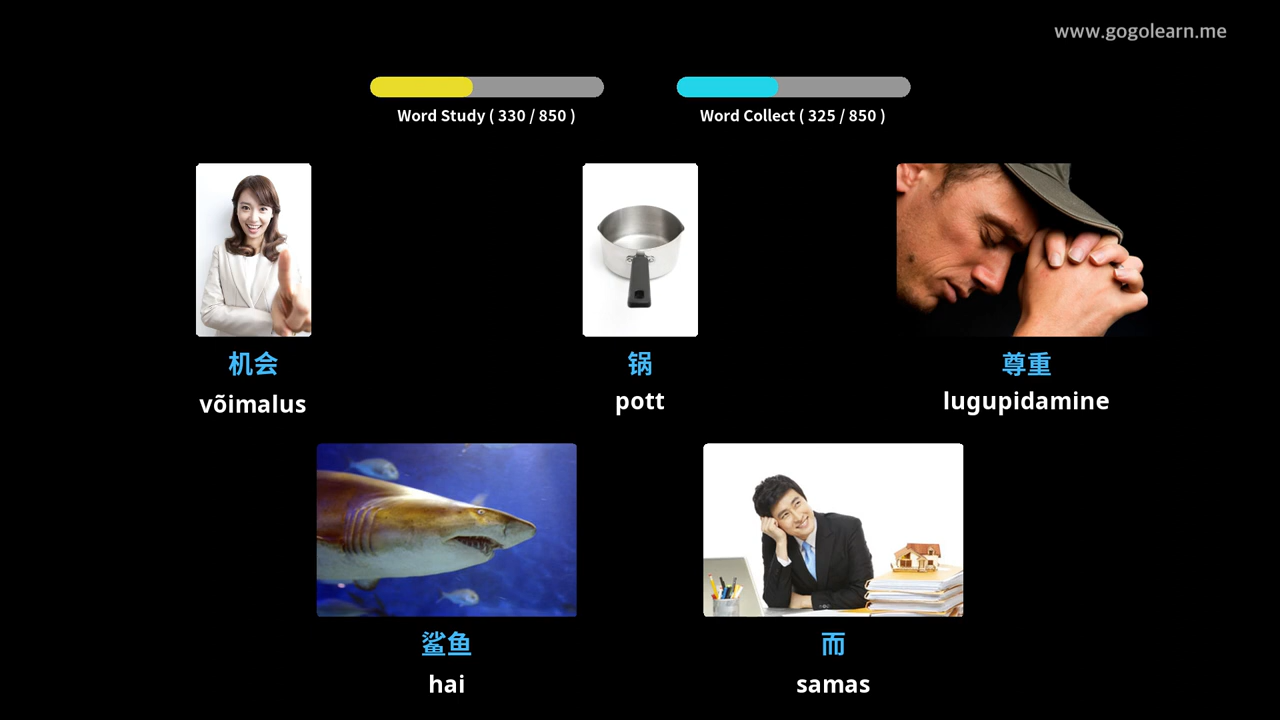 www.gogolearn.me
Word Study ( 330 / 850 )
Word Collect ( 325 / 850 )
机会
võimalus
锅
pott
尊重
lugupidamine
鲨鱼
hai
而
samas